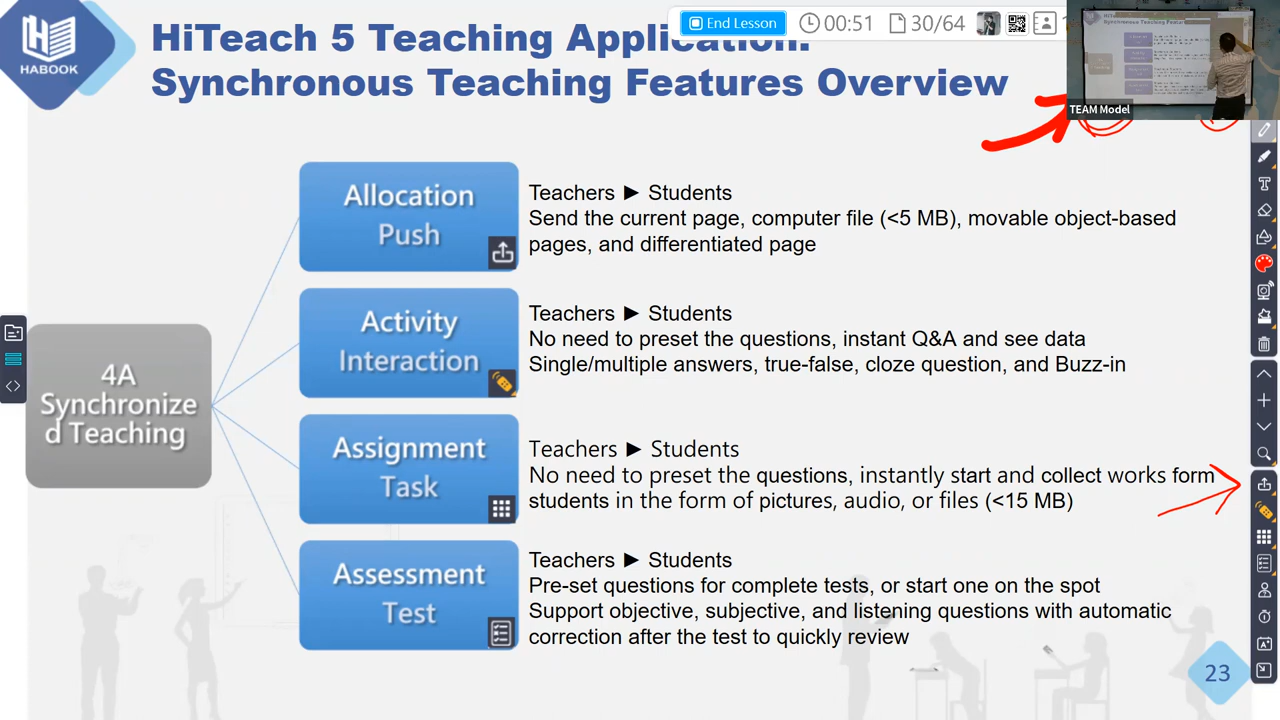 HABOOK
HiTeach 5 Teaching Application:
Synchronous Teaching Features Overview
End Lesson
00:51
30/64
TEAM Model
4A
Synchronize
d Teaching
Allocation
Push
Teachers ► Students
Send the current page, computer file (<5 MB), movable object-based
pages, and differentiated page
Activity
Interaction
Teachers ► Students
No need to preset the questions, instant Q&A and see data
Single/multiple answers, true-false, cloze question, and Buzz-in
Assignment
Task
Teachers ► Students
No need to preset the questions, instantly start and collect works form
students in the form of pictures, audio, or files (<15 MB)
Assessment
Test
Teachers ► Students
Pre-set questions for complete tests, or start one on the spot
Support objective, subjective, and listening questions with automatic
correction after the test to quickly review
23